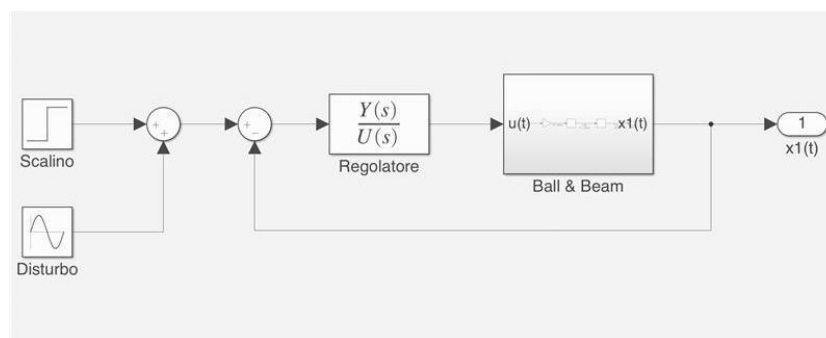 Scalino
Disturbo
+
+
+
−
Y(s)
U(s)
Regolatore
u(t)
x1(t)
Ball & Beam
1
x1(t)